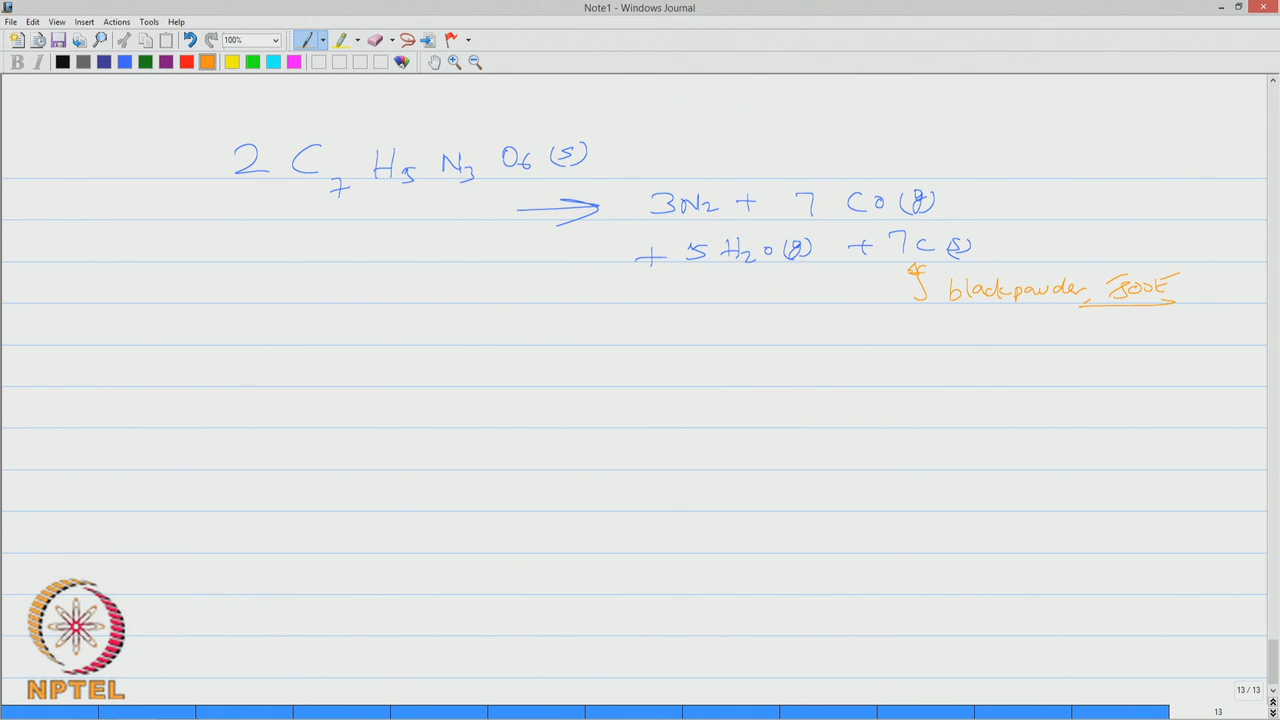 Note1 - Windows Journal
File Edit View Insert Actions Tools Help
100%
B I
2 C7 H5 N3 O6 (s)
3N2 + 7 CO (g)
+ 5 H2O (g) + 7C (s)
blackpowder, soot
NPTEL
13 / 13
13